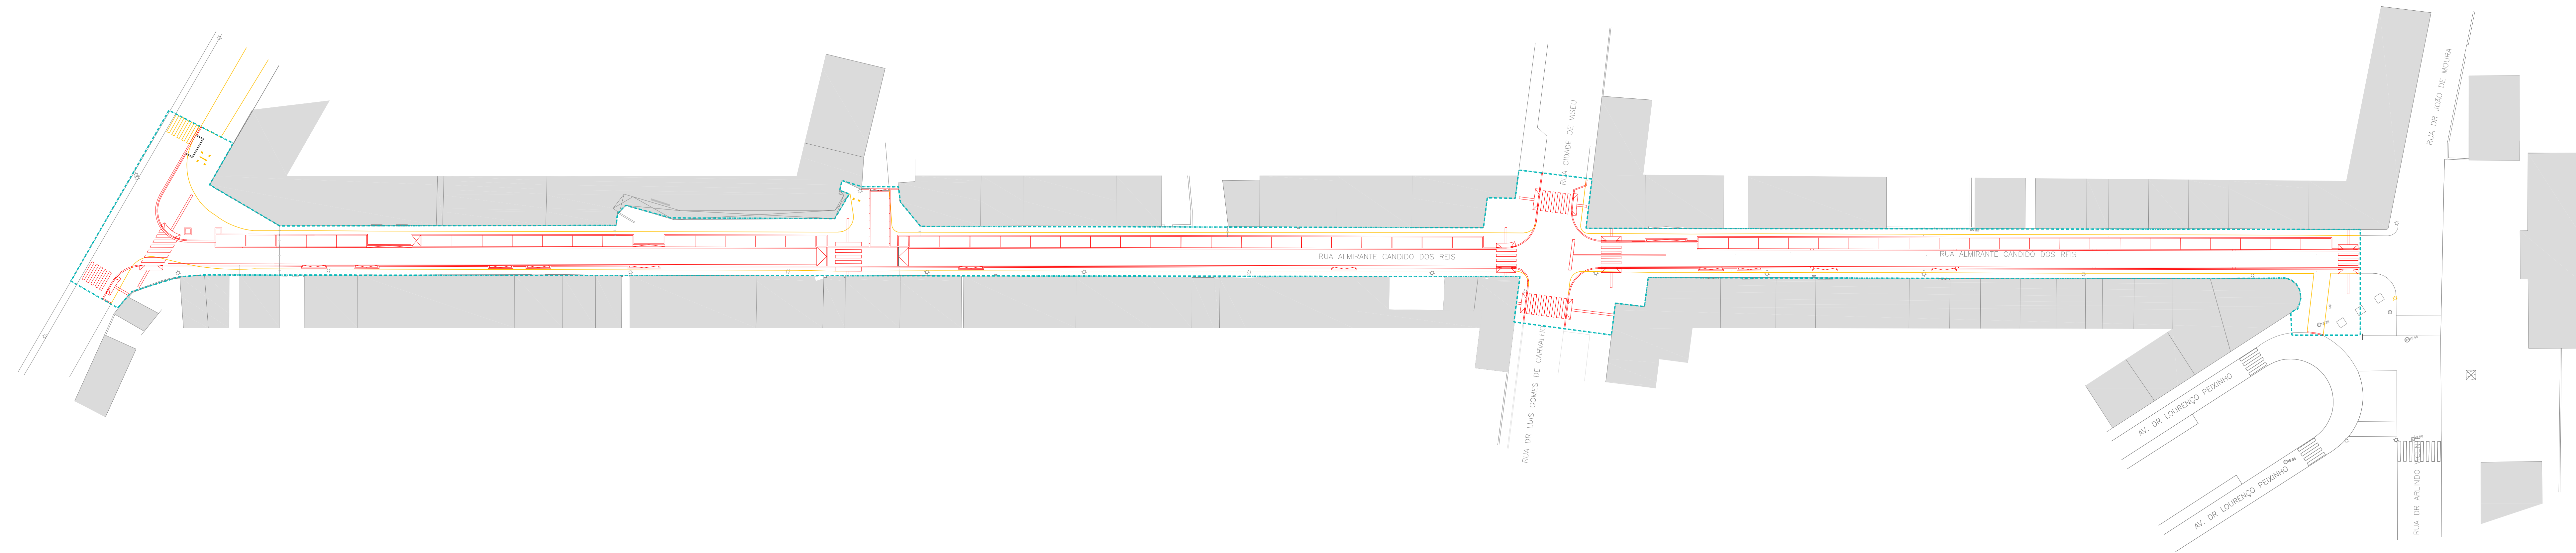 RUA DR JOÃO DE MOURA
RUA CIDADE DE VISEU
RUA ALMIRANTE CANDIDO DOS REIS
RUA ALMIRANTE CANDIDO DOS REIS
RUA DR LUIS GOMES DE CARVALHO
AV. DR LOURENÇO PEIXINHO
AV. DR LOURENÇO PEIXINHO
RUA DR ARLINDO